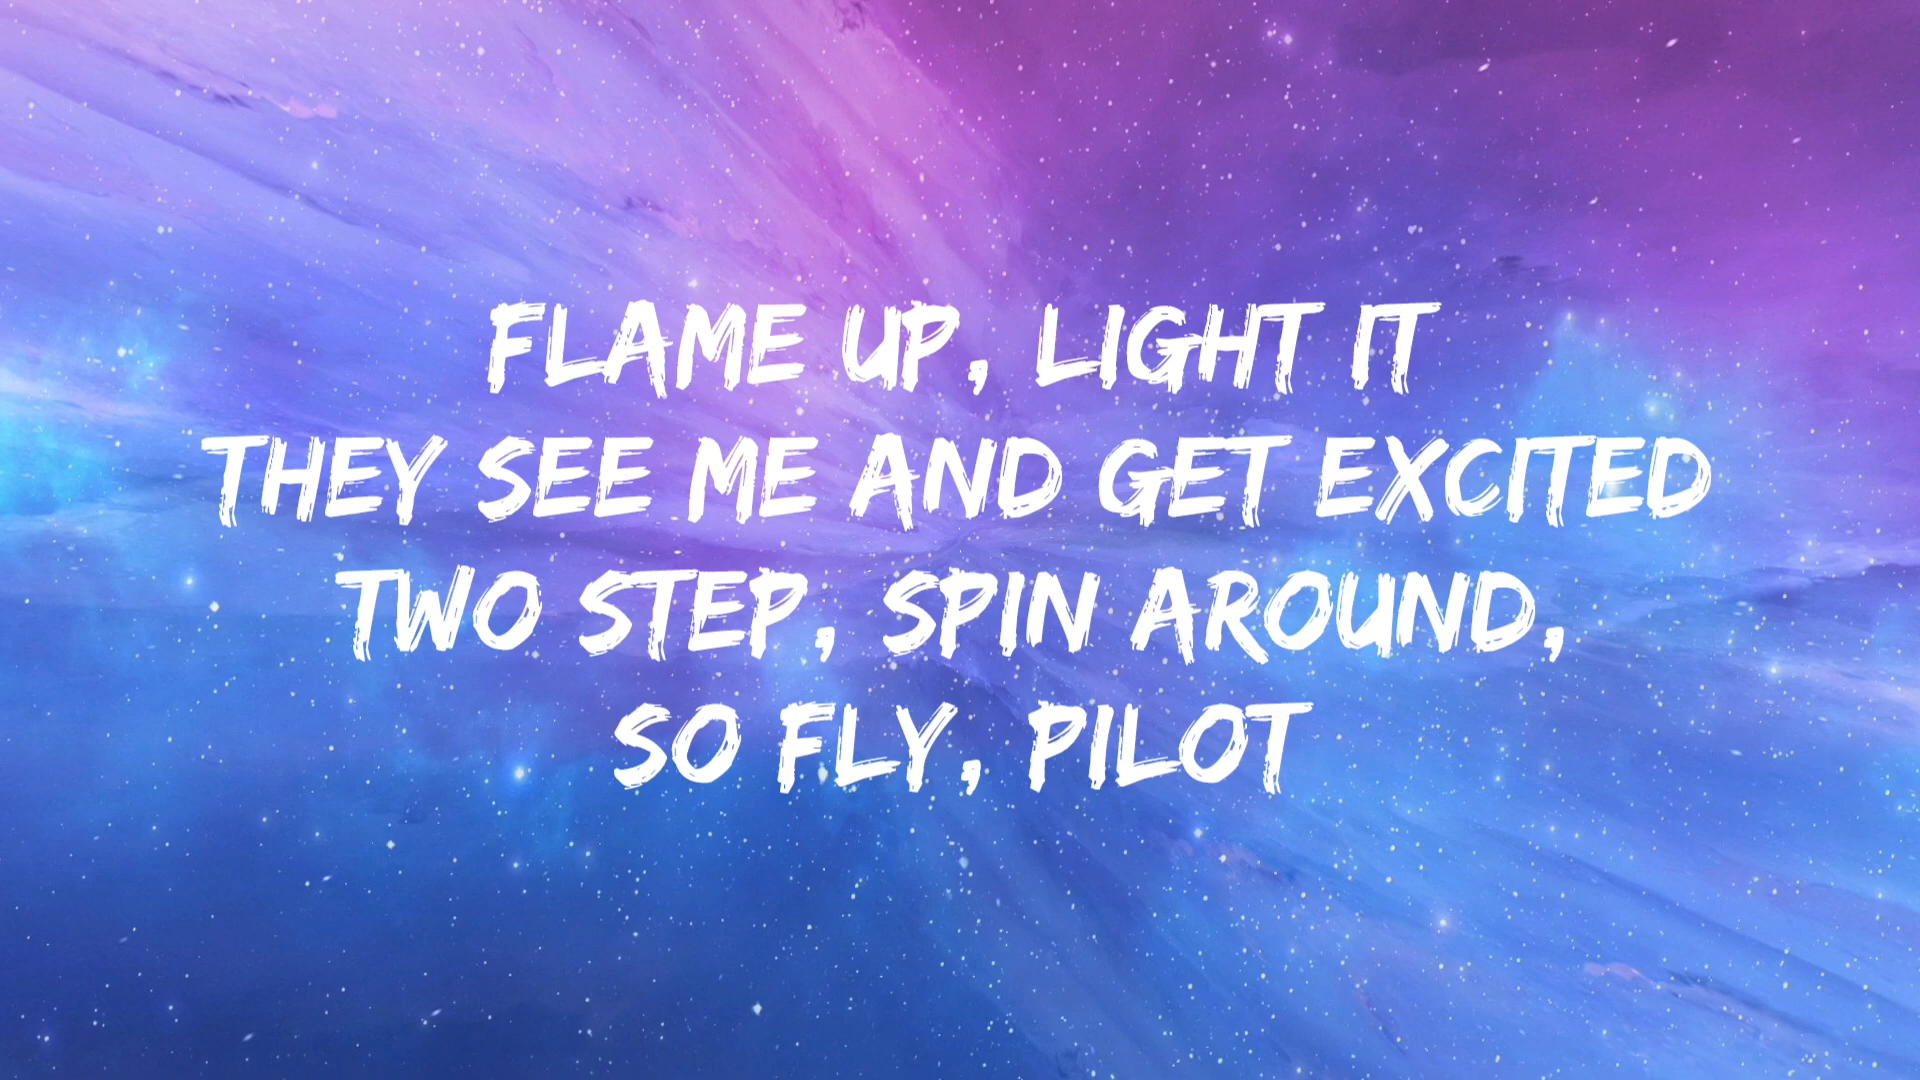 FLAME UP, LIGHT IT
THEY SEE ME AND GET EXCITED
TWO STEP, SPIN AROUND,
SO FLY, PILOT